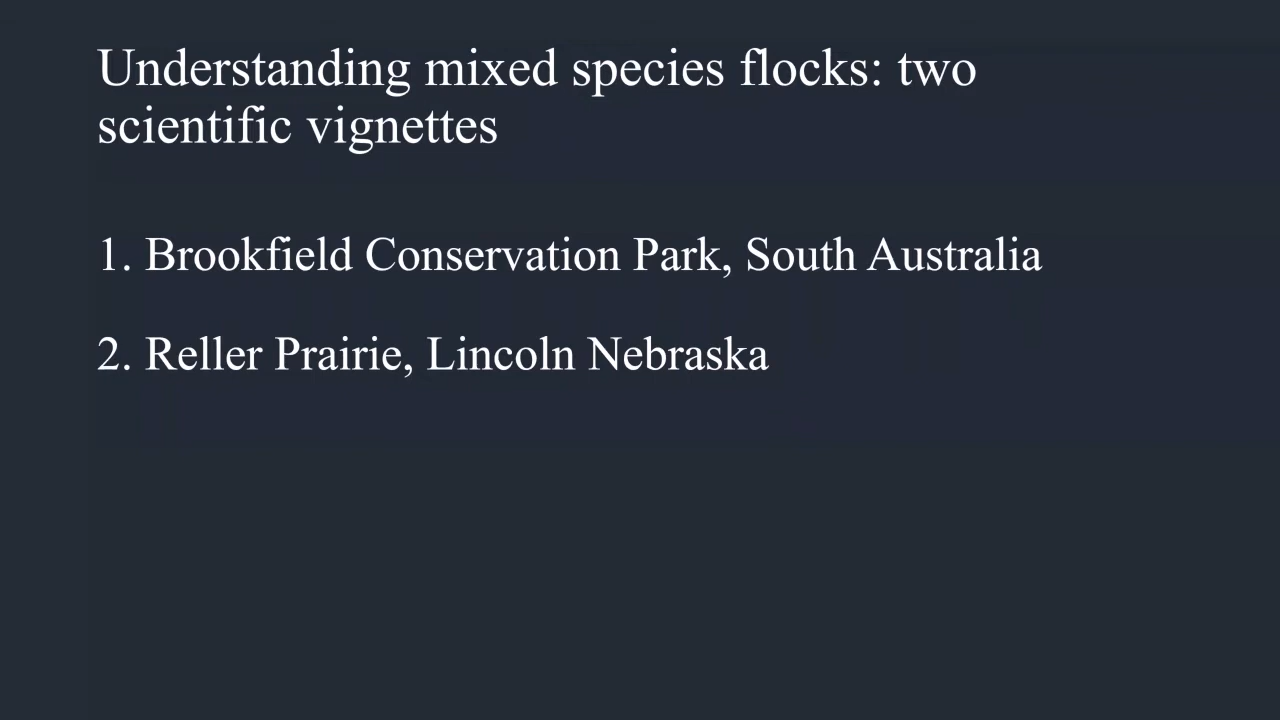 Understanding mixed species flocks: two
scientific vignettes
1. Brookfield Conservation Park, South Australia
2. Reller Prairie, Lincoln Nebraska